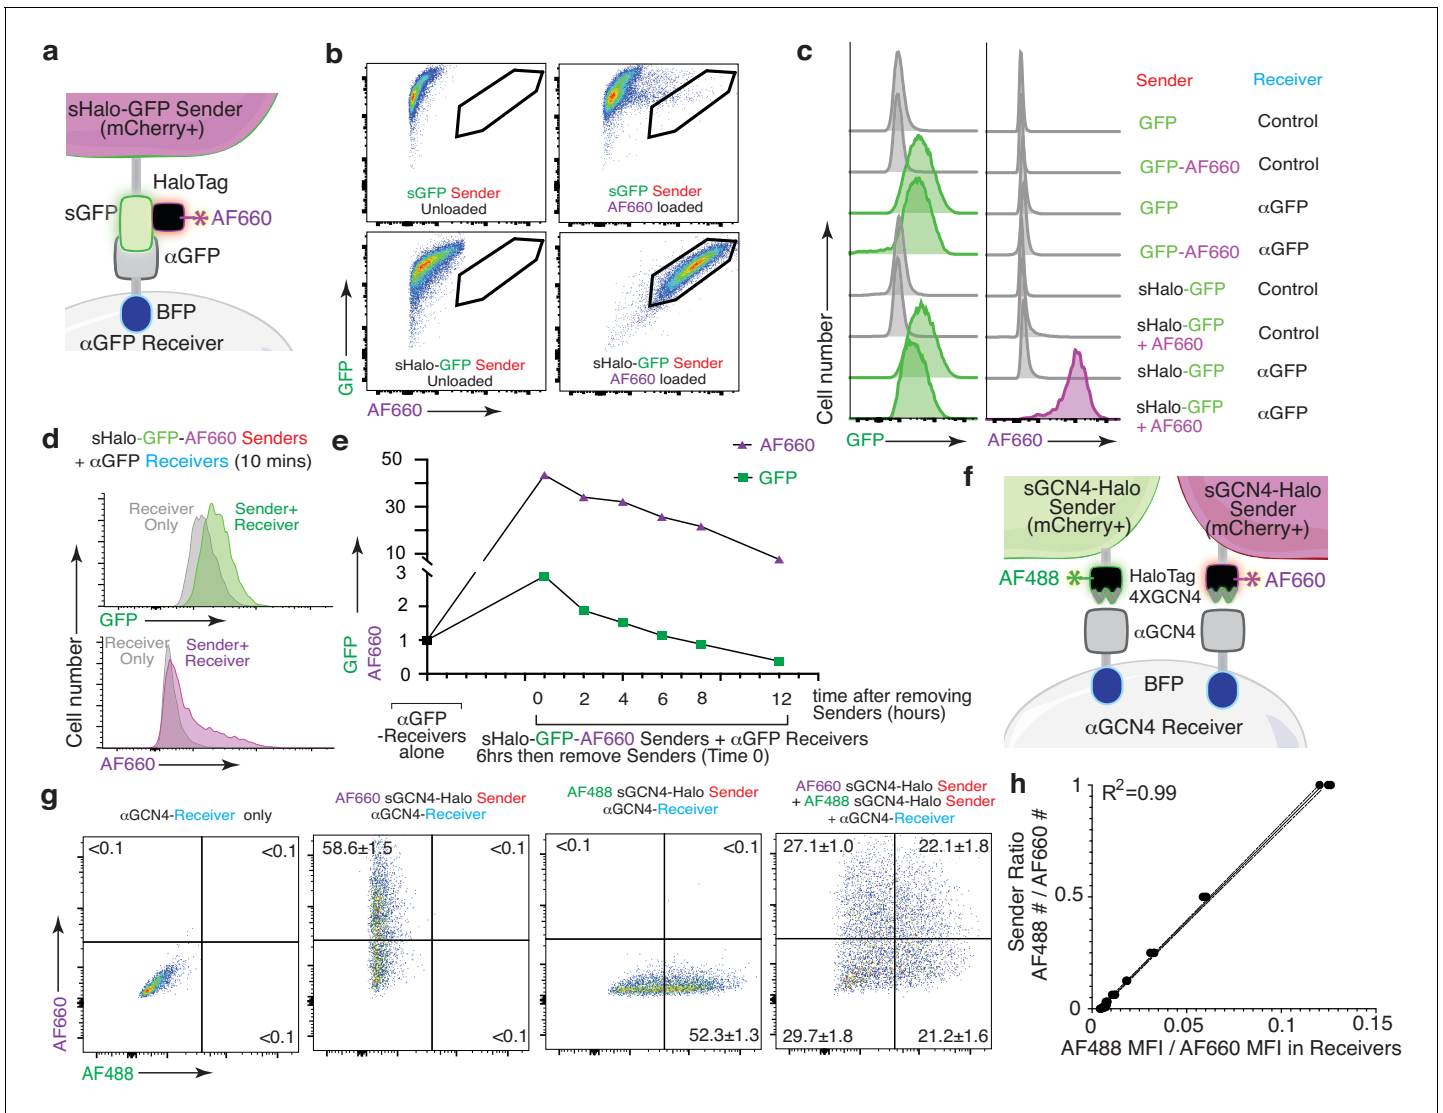 a
sHalo-GFP Sender
(mCherry+)
HaloTag
sGFP
AF660
αGFP
BFP
αGFP Receiver
b
sGFP Sender
Unloaded
sGFP Sender
AF660 loaded
sHalo-GFP Sender
Unloaded
sHalo-GFP Sender
AF660 loaded
GFP
AF660
c
Sender Receiver
GFP Control
GFP-AF660 Control
GFP αGFP
GFP-AF660 αGFP
sHalo-GFP Control
sHalo-GFP
+ AF660 Control
sHalo-GFP αGFP
sHalo-GFP
+ AF660 αGFP
Cell number
GFP
AF660
d
sHalo-GFP-AF660 Senders
+ αGFP Receivers (10 mins)
Receiver
Only
Sender+
Receiver
GFP
Receiver
Only
Sender+
Receiver
Cell number
AF660
e
AF660
GFP
50
30
10
3
2
1
0
GFP
AF660
0 2 4 6 8 12
time after removing
Senders (hours)
αGFP
-Receivers
alone
sHalo-GFP-AF660 Senders + αGFP Receivers
6hrs then remove Senders (Time 0)
f
sGCN4-Halo
Sender
(mCherry+)
sGCN4-Halo
Sender
(mCherry+)
AF488
HaloTag
4XGCN4
AF660
αGCN4
BFP
αGCN4 Receiver
g
αGCN4-Receiver only
<0.1 <0.1
<0.1
AF660
AF488
AF660 sGCN4-Halo Sender
αGCN4-Receiver
58.6±1.5 <0.1
<0.1
AF488 sGCN4-Halo Sender
αGCN4-Receiver
<0.1 <0.1
52.3±1.3
AF660 sGCN4-Halo Sender
+ AF488 sGCN4-Halo Sender
+ αGCN4-Receiver
27.1±1.0 22.1±1.8
29.7±1.8 21.2±1.6
h
R²=0.99
1
0.5
0
Sender Ratio
AF488 # / AF660 #
0 0.05 0.1 0.15
AF488 MFI / AF660 MFI in Receivers